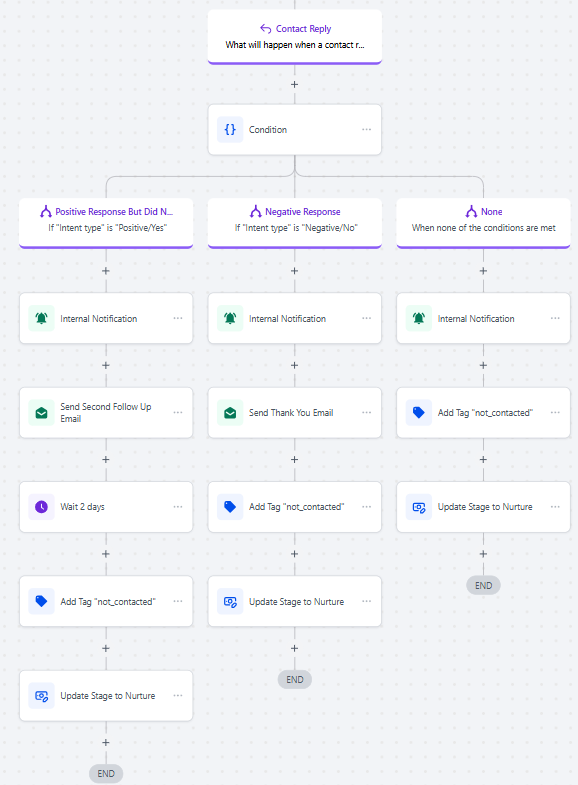 Contact Reply
What will happen when a contact r...
Condition
Positive Response But Did N...
If "Intent type" is "Positive/Yes"
Negative Response
If "Intent type" is "Negative/No"
None
When none of the conditions are met
Internal Notification
Internal Notification
Internal Notification
Send Second Follow Up
Email
Send Thank You Email
Add Tag "not_contacted"
Wait 2 days
Add Tag "not_contacted"
Update Stage to Nurture
Add Tag "not_contacted"
Update Stage to Nurture
END
Update Stage to Nurture
END
END